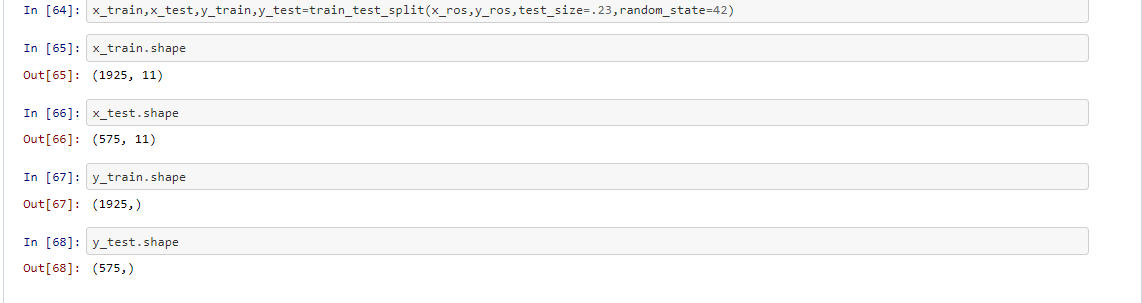 In [64]: x_train,x_test,y_train,y_test=train_test_split(x_ros,y_ros,test_size=.23,random_state=42)
In [65]: x_train.shape
Out[65]: (1925, 11)
In [66]: x_test.shape
Out[66]: (575, 11)
In [67]: y_train.shape
Out[67]: (1925,)
In [68]: y_test.shape
Out[68]: (575,)